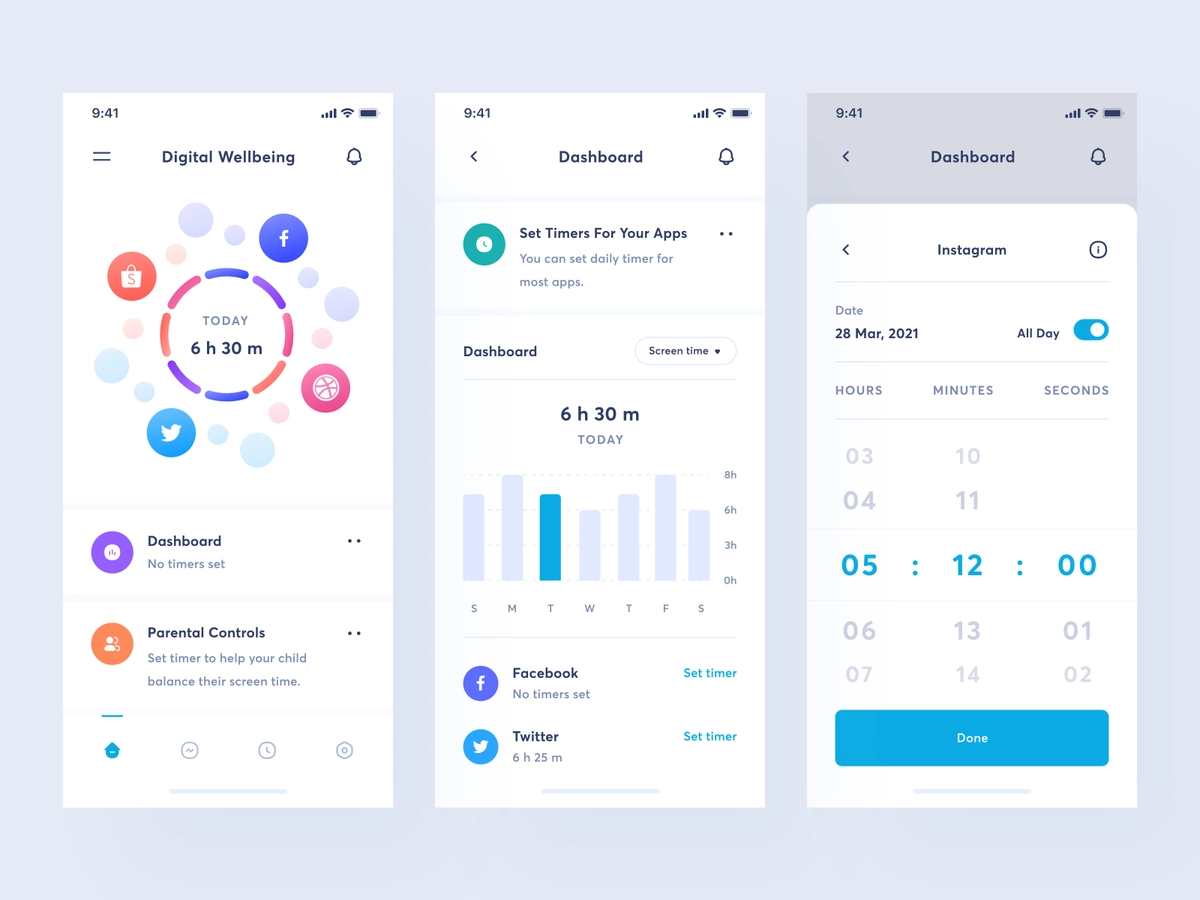 9:41
Digital Wellbeing
S
TODAY
6 h 30 m
Dashboard
No timers set
Parental Controls
Set timer to help your child
balance their screen time.
9:41
Dashboard
Set Timers For Your Apps
You can set daily timer for
most apps.
Dashboard
Screen time
6 h 30 m
TODAY
8h
6h
3h
0h
S M T W T F S
Facebook
Set timer
No timers set
Twitter
Set timer
6 h 25 m
9:41
Dashboard
Instagram
Date
28 Mar, 2021
All Day
HOURS MINUTES SECONDS
03 10
04 11
05 : 12 : 00
06 13 01
07 14 02
Done